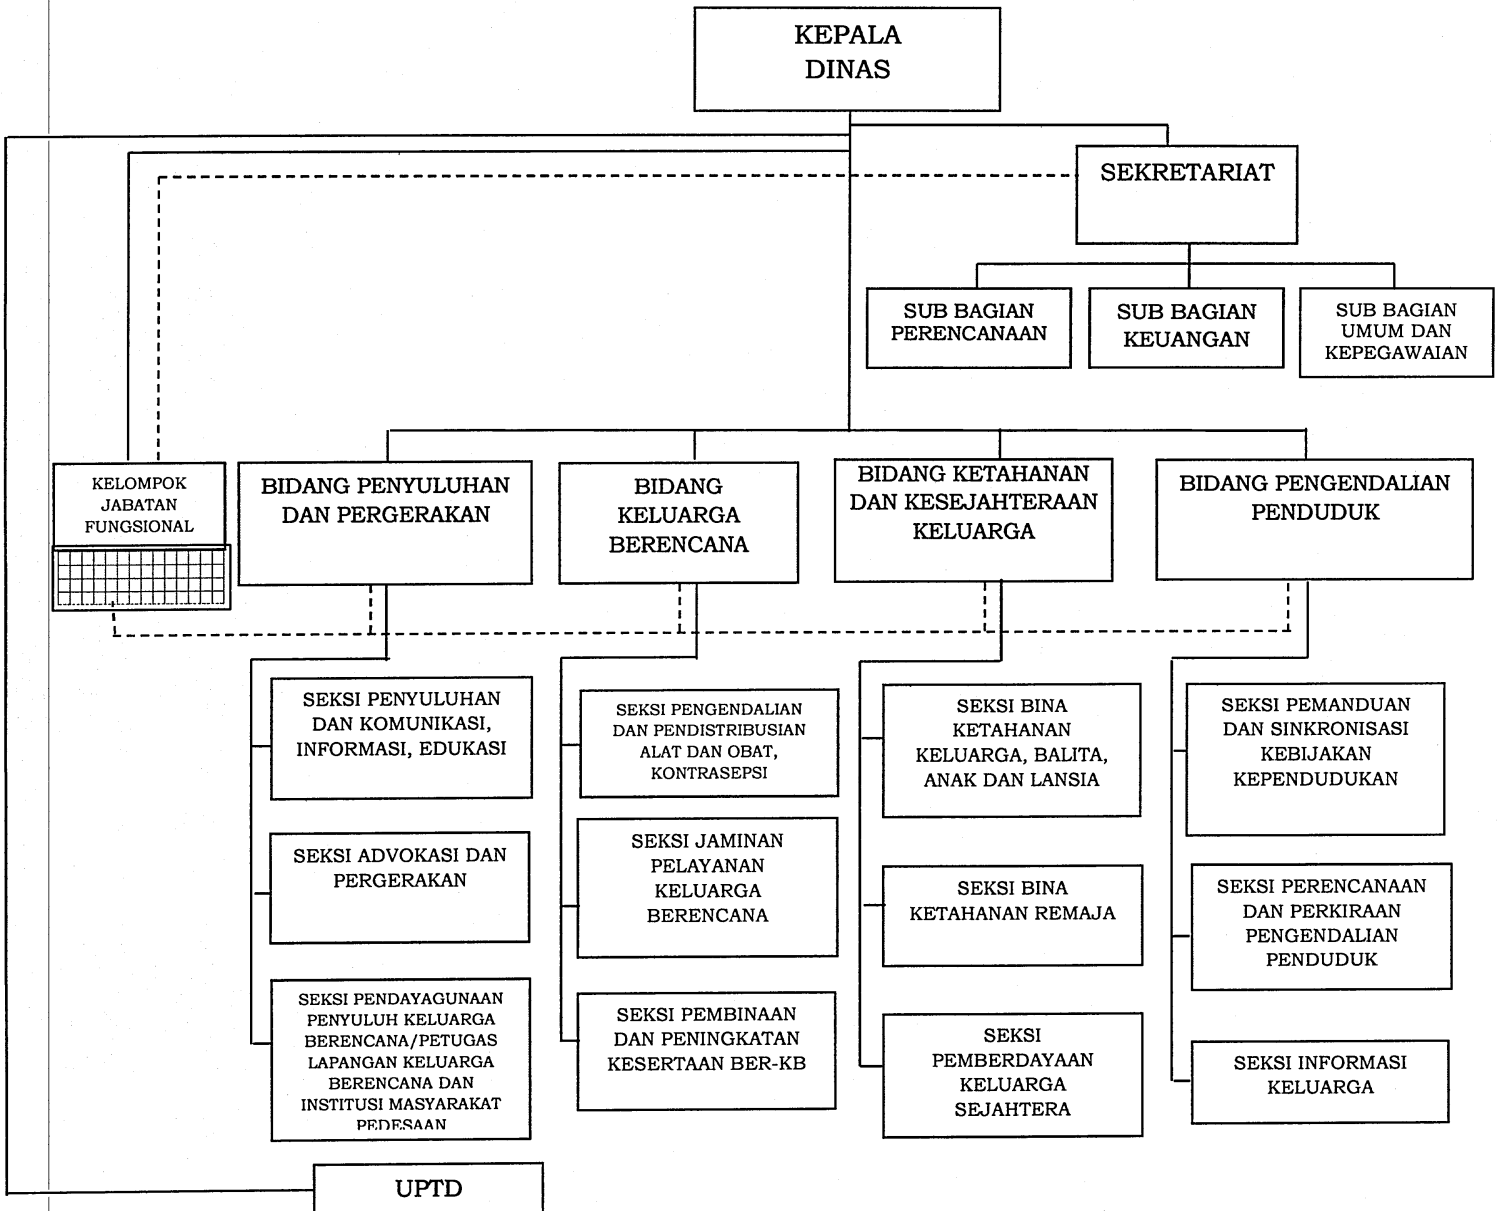 KEPALA
DINAS
SEKRETARIAT
SUB BAGIAN
PERENCANAAN
SUB BAGIAN
KEUANGAN
SUB BAGIAN
UMUM DAN
KEPEGAWAIAN
KELOMPOK
JABATAN
FUNGSIONAL
BIDANG PENYULUHAN
DAN PERGERAKAN
BIDANG
KELUARGA
BERENCANA
BIDANG KETAHANAN
DAN KESEJAHTERAAN
KELUARGA
BIDANG PENGENDALIAN
PENDUDUK
SEKSI PENYULUHAN
DAN KOMUNIKASI,
INFORMASI, EDUKASI
SEKSI ADVOKASI DAN
PERGERAKAN
SEKSI PENDAYAGUNAAN
PENYULUH KELUARGA
BERENCANA/PETUGAS
LAPANGAN KELUARGA
BERENCANA DAN
INSTITUSI MASYARAKAT
PEDESAAN
SEKSI PENGENDALIAN
DAN PENDISTRIBUSIAN
ALAT DAN OBAT,
KONTRASEPSI
SEKSI JAMINAN
PELAYANAN
KELUARGA
BERENCANA
SEKSI PEMBINAAN
DAN PENINGKATAN
KESERTAAN BER-KB
SEKSI BINA
KETAHANAN
KELUARGA, BALITA,
ANAK DAN LANSIA
SEKSI BINA
KETAHANAN REMAJA
SEKSI
PEMBERDAYAAN
KELUARGA
SEJAHTERA
SEKSI PEMANDUAN
DAN SINKRONISASI
KEBIJAKAN
KEPENDUDUKAN
SEKSI PERENCANAAN
DAN PERKIRAAN
PENGENDALIAN
PENDUDUK
SEKSI INFORMASI
KELUARGA
UPTD